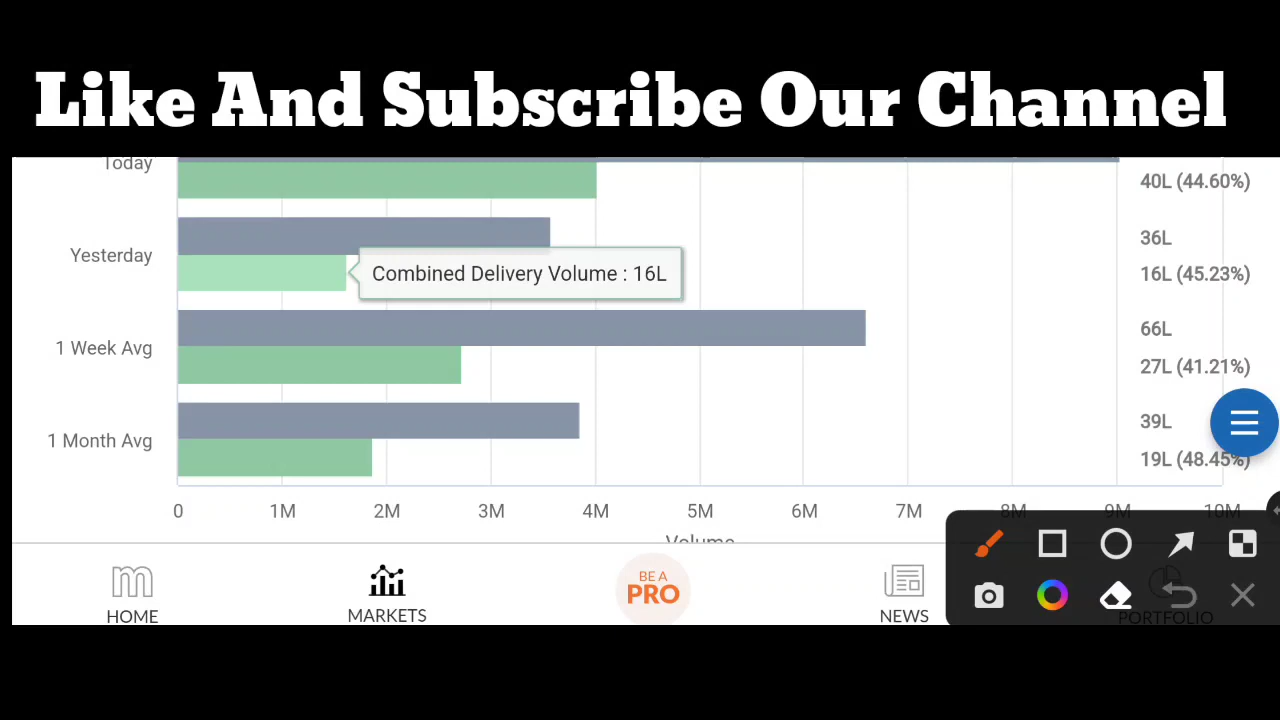 Like And Subscribe Our Channel
Today
40L (44.60%)
Yesterday
36L
Combined Delivery Volume : 16L
16L (45.23%)
1 Week Avg
66L
27L (41.21%)
1 Month Avg
39L
19L (48.45%)
0 1M 2M 3M 4M 5M 6M 7M 8M 9M 10M
Volume
BE A
PRO
HOME MARKETS NEWS PORTFOLIO